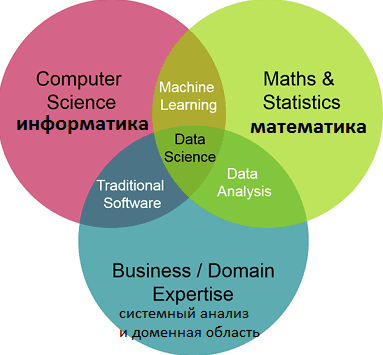 Computer
Science
информатика
Machine
Learning
Maths &
Statistics
математика
Data
Science
Traditional
Software
Data
Analysis
Business / Domain
Expertise
системный анализ
и доменная область